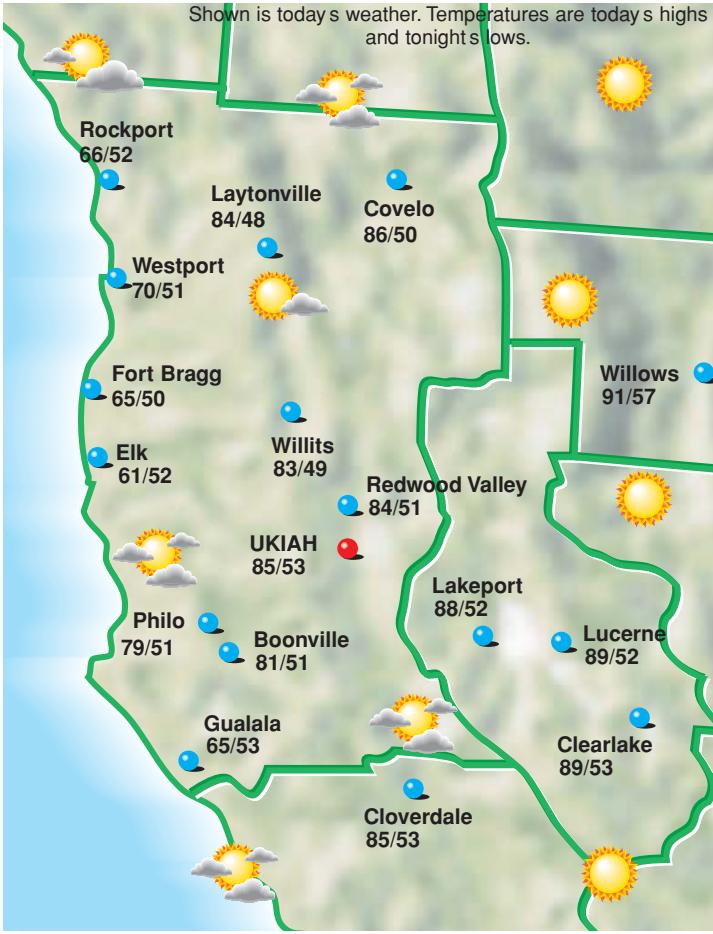 Shown is today s weather. Temperatures are today s highs
and tonight s lows.
Rockport
66/52
Laytonville
84/48
Covelo
86/50
Westport
70/51
Fort Bragg
65/50
Willows
91/57
Elk
61/52
Willits
83/49
Redwood Valley
84/51
UKIAH
85/53
Lakeport
88/52
Philo
79/51
Boonville
81/51
Lucerne
89/52
Gualala
65/53
Clearlake
89/53
Cloverdale
85/53